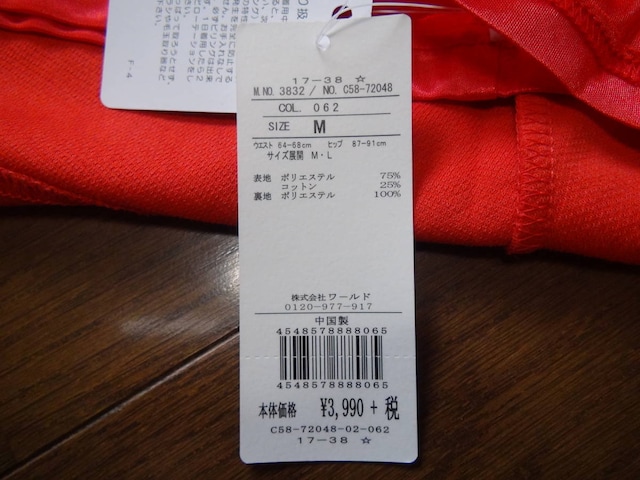 17-38 ☆
M.NO. 3832 / NO. C58-72048
COL. 062
SIZE M
ウエスト 64-68cm ヒップ 87-91cm
サイズ展開 M・L
表地 ポリエステル 75%
コットン 25%
裏地 ポリエステル 100%
株式会社ワールド
0120-977-917
中国製
4548578888065
4548578888065
本体価格 ¥3,990 + 税
C58-72048-02-062
17-38 ☆
F-4